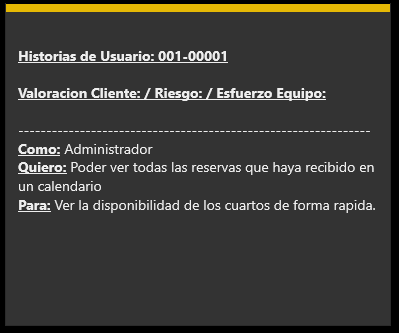 Historias de Usuario: 001-00001
Valoracion Cliente: / Riesgo: / Esfuerzo Equipo:
----------------------------------------------------------------
Como: Administrador
Quiero: Poder ver todas las reservas que haya recibido en
un calendario
Para: Ver la disponibilidad de los cuartos de forma rapida.